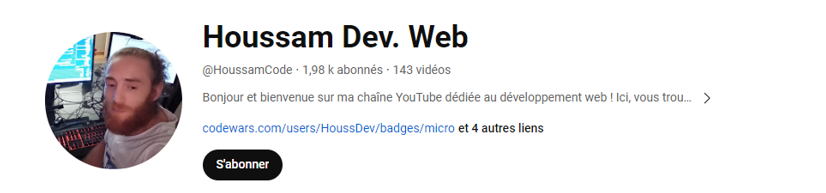 Houssam Dev. Web
@HoussamCode · 1,98 k abonnés · 143 vidéos
Bonjour et bienvenue sur ma chaîne YouTube dédiée au développement web ! Ici, vous trou...
codewars.com/users/HoussDev/badges/micro et 4 autres liens
S'abonner